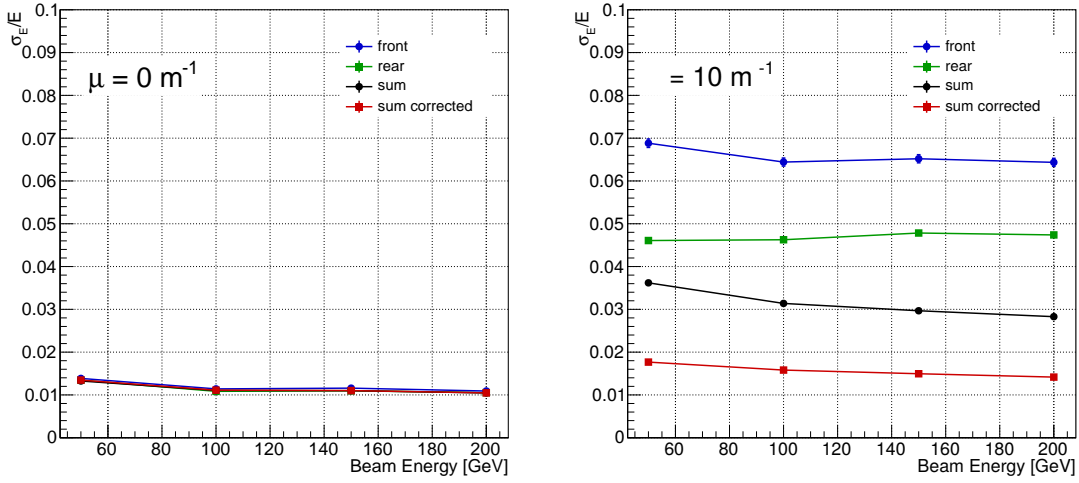 σ_E/E
0.1
0.09
0.08
0.07
0.06
0.05
0.04
0.03
0.02
0.01
0
μ = 0 m⁻¹
front
rear
sum
sum corrected
60 80 100 120 140 160 180 200
Beam Energy [GeV]
σ_E/E
0.1
0.09
0.08
0.07
0.06
0.05
0.04
0.03
0.02
0.01
0
= 10 m⁻¹
front
rear
sum
sum corrected
60 80 100 120 140 160 180 200
Beam Energy [GeV]